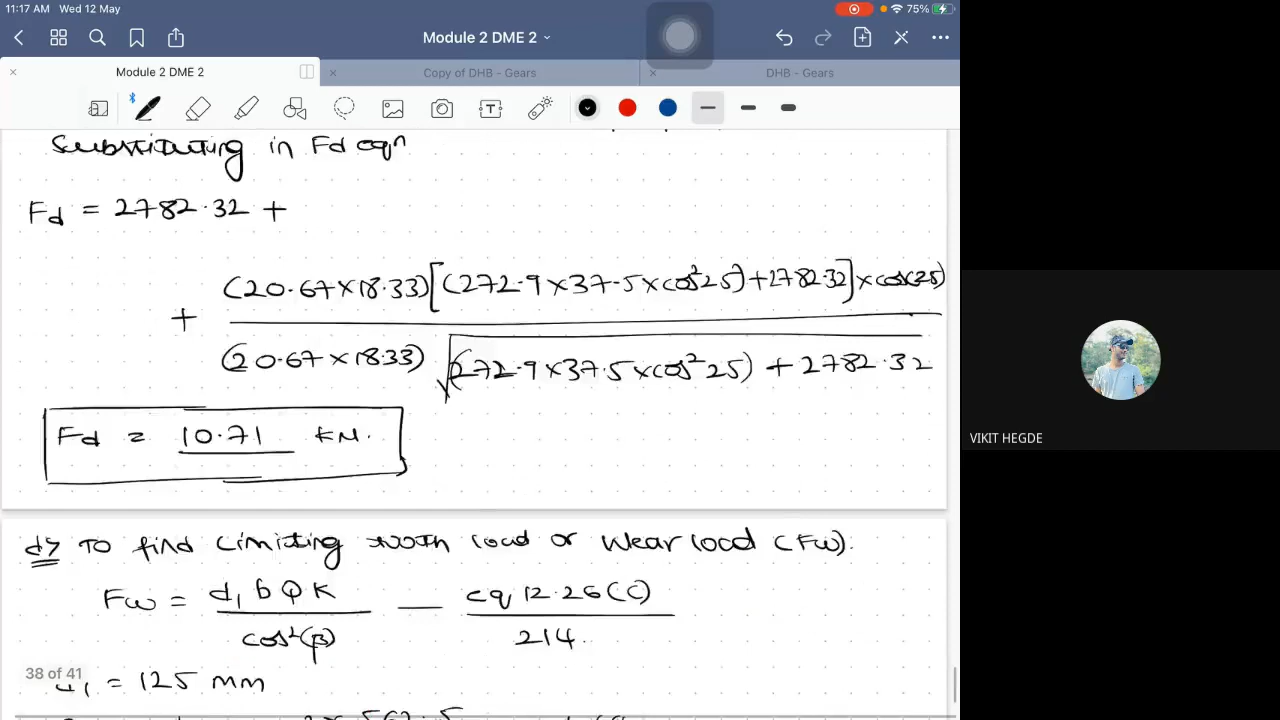 11:17 AM Wed 12 May
75%
Module 2 DME 2
Module 2 DME 2
Copy of DHB - Gears
DHB - Gears
Substituting in Fd eqn
Fd = 2782.32 +
+ (20.67×18.33)[(272.9×37.5×cos²25)+2782.32]×cos(25)
(20.67×18.33) √(272.9×37.5×cos²25) + 2782.32
Fd = 10.71 KN.
d> To find Limiting tooth load or Wear load (Fw).
Fw = d₁ b Q K / cos²(β) — eq 12.26(c) / 214.
38 of 41
d₁ = 125 mm
VIKIT HEGDE